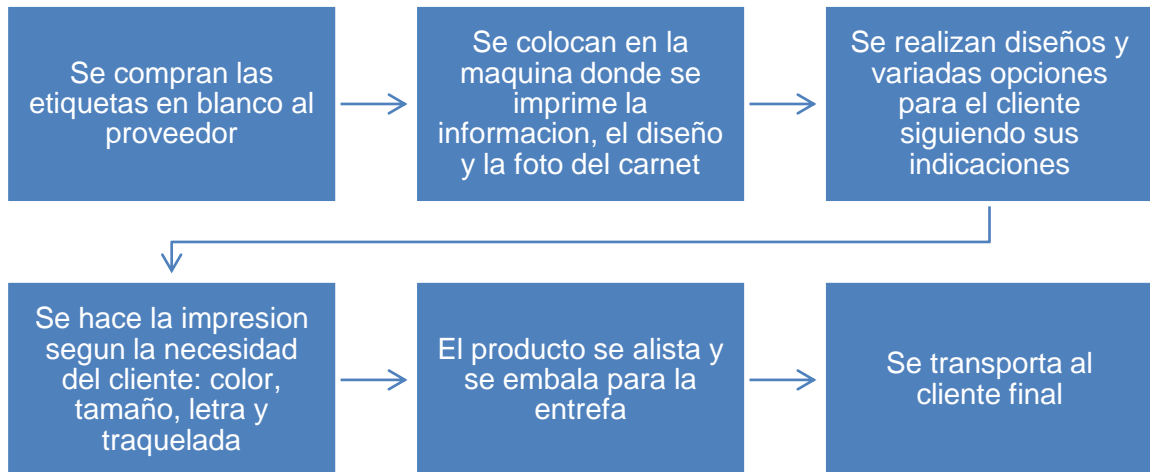 Se compran las
etiquetas en blanco al
proveedor
Se colocan en la
maquina donde se
imprime la
informacion, el diseño
y la foto del carnet
Se realizan diseños y
variadas opciones
para el cliente
siguiendo sus
indicaciones
Se hace la impresion
segun la necesidad
del cliente: color,
tamaño, letra y
traquelada
El producto se alista y
se embala para la
entrefa
Se transporta al
cliente final